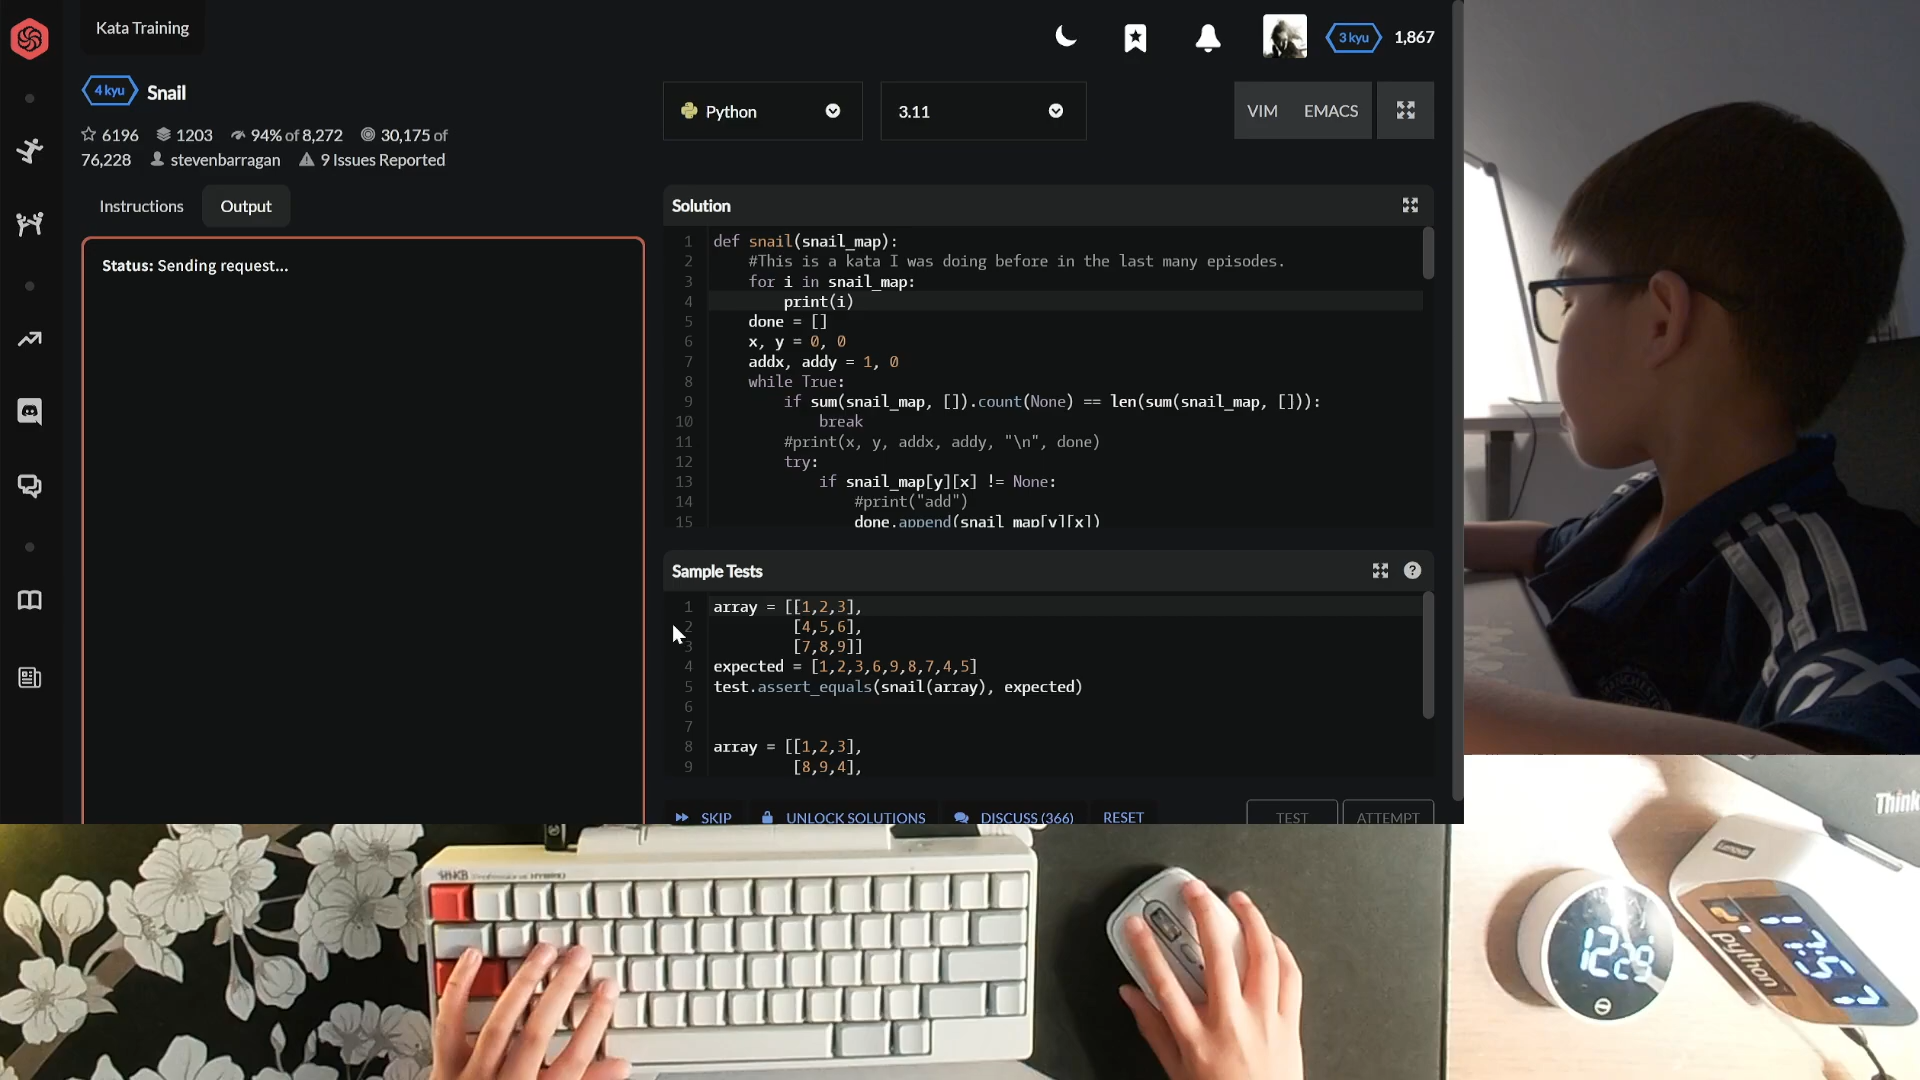 Kata Training
3 kyu 1,867
4 kyu Snail
6196 1203 94% of 8,272 30,175 of
76,228 stevenbarragan 9 Issues Reported
Python 3.11 VIM EMACS
Instructions Output
Status: Sending request...
Solution
1 def snail(snail_map):
2 #This is a kata I was doing before in the last many episodes.
3 for i in snail_map:
4 print(i)
5 done = []
6 x, y = 0, 0
7 addx, addy = 1, 0
8 while True:
9 if sum(snail_map, []).count(None) == len(sum(snail_map, [])):
10 break
11 #print(x, y, addx, addy, "\n", done)
12 try:
13 if snail_map[y][x] != None:
14 #print("add")
15 done.append(snail_map[y][x])
Sample Tests
1 array = [[1,2,3],
2 [4,5,6],
3 [7,8,9]]
4 expected = [1,2,3,6,9,8,7,4,5]
5 test.assert_equals(snail(array), expected)
6
7
8 array = [[1,2,3],
9 [8,9,4],
SKIP UNLOCK SOLUTIONS DISCUSS (366) RESET TEST ATTEMPT
Think
HHKB Professional HYBRID
Lenovo
12:29
python